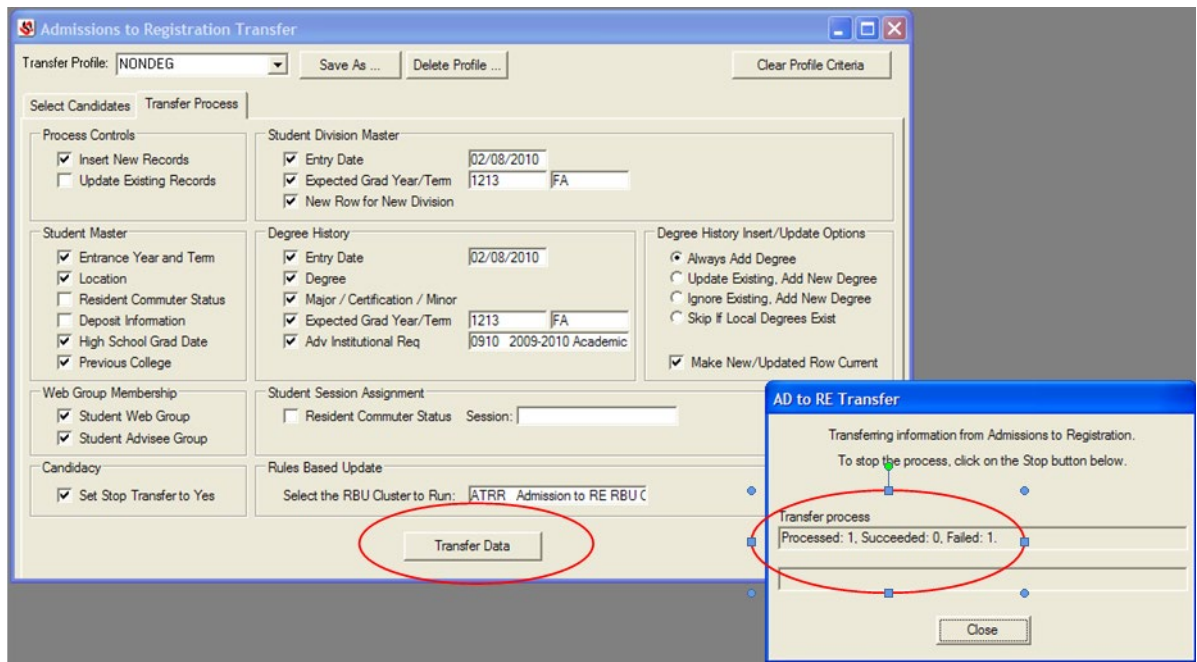 Admissions to Registration Transfer
Transfer Profile: NONDEG Save As ... Delete Profile ... Clear Profile Criteria
Select Candidates Transfer Process
Process Controls
Insert New Records
Update Existing Records
Student Division Master
Entry Date 02/08/2010
Expected Grad Year/Term 1213 FA
New Row for New Division
Student Master
Entrance Year and Term
Location
Resident Commuter Status
Deposit Information
High School Grad Date
Previous College
Degree History
Entry Date 02/08/2010
Degree
Major / Certification / Minor
Expected Grad Year/Term 1213 FA
Adv Institutional Req 0910 2009-2010 Academic
Degree History Insert/Update Options
Always Add Degree
Update Existing, Add New Degree
Ignore Existing, Add New Degree
Skip If Local Degrees Exist
Make New/Updated Row Current
Web Group Membership
Student Web Group
Student Advisee Group
Student Session Assignment
Resident Commuter Status Session:
Candidacy
Set Stop Transfer to Yes
Rules Based Update
Select the RBU Cluster to Run: ATRR Admission to RE RBU C
Transfer Data
AD to RE Transfer
Transferring information from Admissions to Registration.
To stop the process, click on the Stop button below.
Transfer process
Processed: 1, Succeeded: 0, Failed: 1.
Close